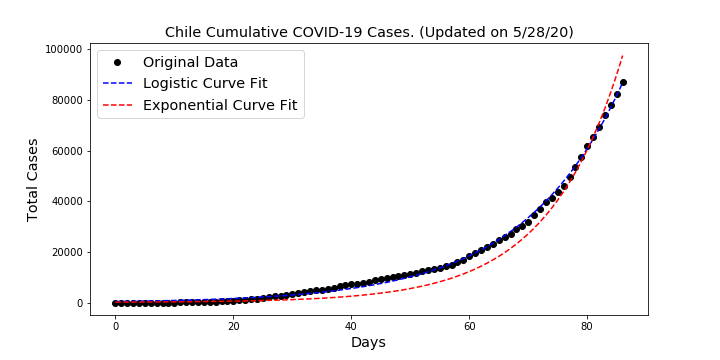 Chile Cumulative COVID-19 Cases. (Updated on 5/28/20)
Original Data
Logistic Curve Fit
Exponential Curve Fit
Total Cases
100000
80000
60000
40000
20000
0
0 20 40 60 80
Days